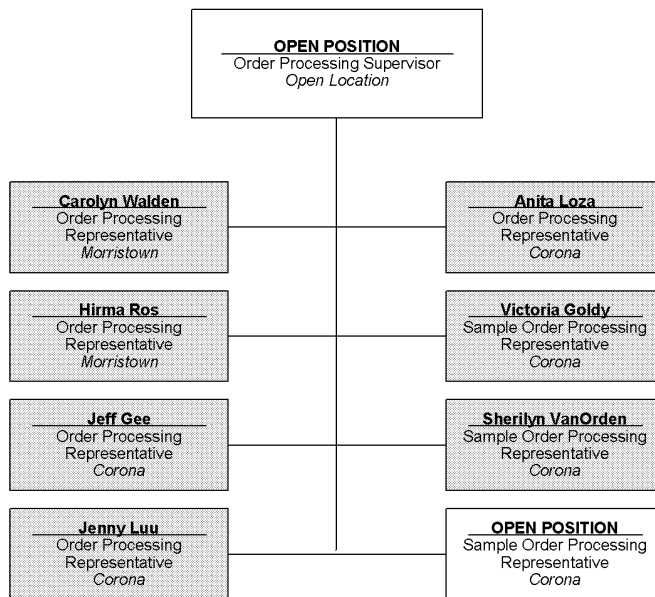 OPEN POSITION
Order Processing Supervisor
Open Location
Carolyn Walden
Order Processing
Representative
Morristown
Anita Loza
Order Processing
Representative
Corona
Hirma Ros
Order Processing
Representative
Morristown
Victoria Goldy
Sample Order Processing
Representative
Corona
Jeff Gee
Order Processing
Representative
Corona
Sherilyn VanOrden
Sample Order Processing
Representative
Corona
Jenny Luu
Order Processing
Representative
Corona
OPEN POSITION
Sample Order Processing
Representative
Corona